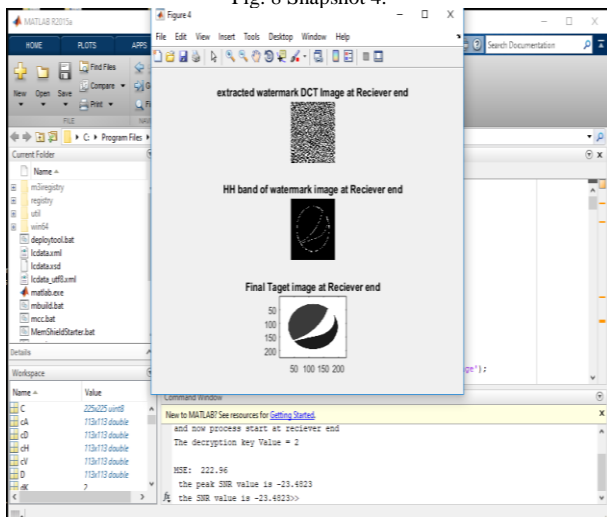 Fig. 8 Snapshot 4.
MATLAB R2015a
Figure 4
HOME PLOTS APPS
Search Documentation
File Edit View Insert Tools Desktop Window Help
New Open Save
Find Files
Compare
Print
FILE
C: Program Files
Current Folder
Name
m3iregistry
registry
util
win64
deploytool.bat
lcdata.xml
lcdata.xsd
lcdata_utf8.xml
matlab.exe
mbuild.bat
mcc.bat
MemShieldStarter.bat
Details
Workspace
Name Value
C 225x225 uint8
cA 113x113 double
cD 113x113 double
cH 113x113 double
cV 113x113 double
D 113x113 double
dK 2
extracted watermark DCT Image at Reciever end
HH band of watermark image at Reciever end
Final Taget image at Reciever end
50
100
150
200
50 100 150 200
ge');
Command Window
New to MATLAB? See resources for Getting Started.
and now process start at reciever end
The decryption key Value = 2
MSE: 222.96
the peak SNR value is -23.4823
fx the SNR value is -23.4823>>